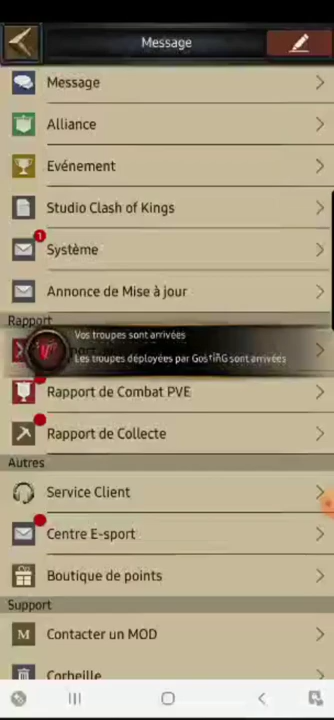 Message
Message
Alliance
Evénement
Studio Clash of Kings
1
Système
Annonce de Mise à jour
Rapport
Vos troupes sont arrivées
Les troupes déployées par sont arrivées
Rapport de Combat PVE
Rapport de Collecte
Autres
Service Client
Centre E-sport
Boutique de points
Support
M
Contacter un MOD
Corbeille